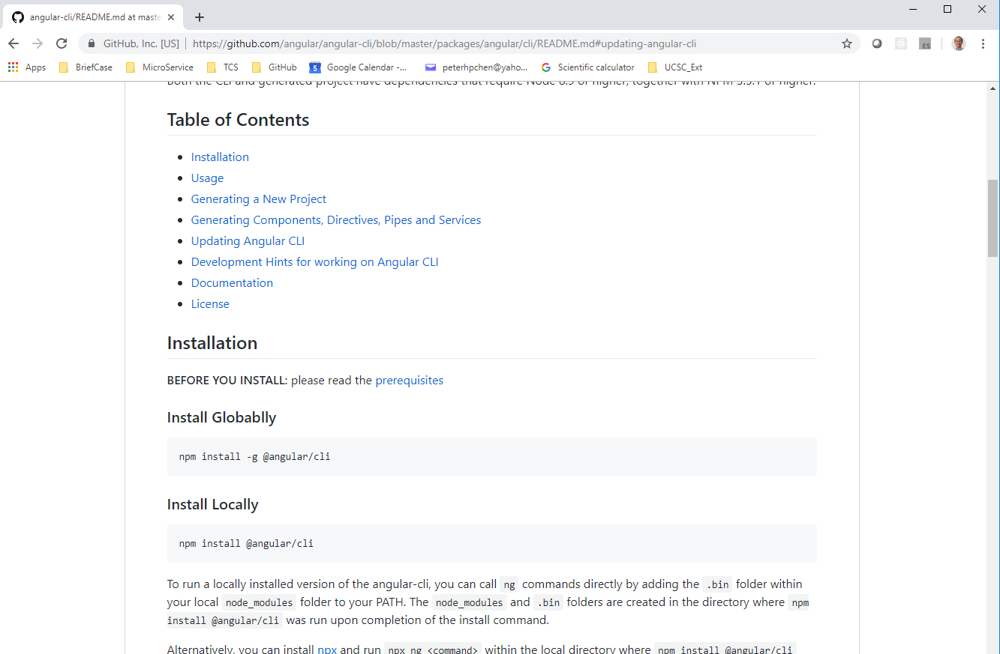 angular-cli/README.md at maste
GitHub, Inc. [US] https://github.com/angular/angular-cli/blob/master/packages/angular/cli/README.md#updating-angular-cli
ES
Apps BriefCase MicroService TCS GitHub 5 Google Calendar -... peterhpchen@yaho... G Scientific calculator UCSC_Ext
Both the CLI and generated project have dependencies that require Node 8.9 or higher, together with NPM 5.5.1 or higher.
Table of Contents
Installation
Usage
Generating a New Project
Generating Components, Directives, Pipes and Services
Updating Angular CLI
Development Hints for working on Angular CLI
Documentation
License
Installation
BEFORE YOU INSTALL: please read the prerequisites
Install Globablly
npm install -g @angular/cli
Install Locally
npm install @angular/cli
To run a locally installed version of the angular-cli, you can call ng commands directly by adding the .bin folder within
your local node_modules folder to your PATH. The node_modules and .bin folders are created in the directory where npm
install @angular/cli was run upon completion of the install command.
Alternatively, you can install npx and run npx ng <command> within the local directory where npm install @angular/cli